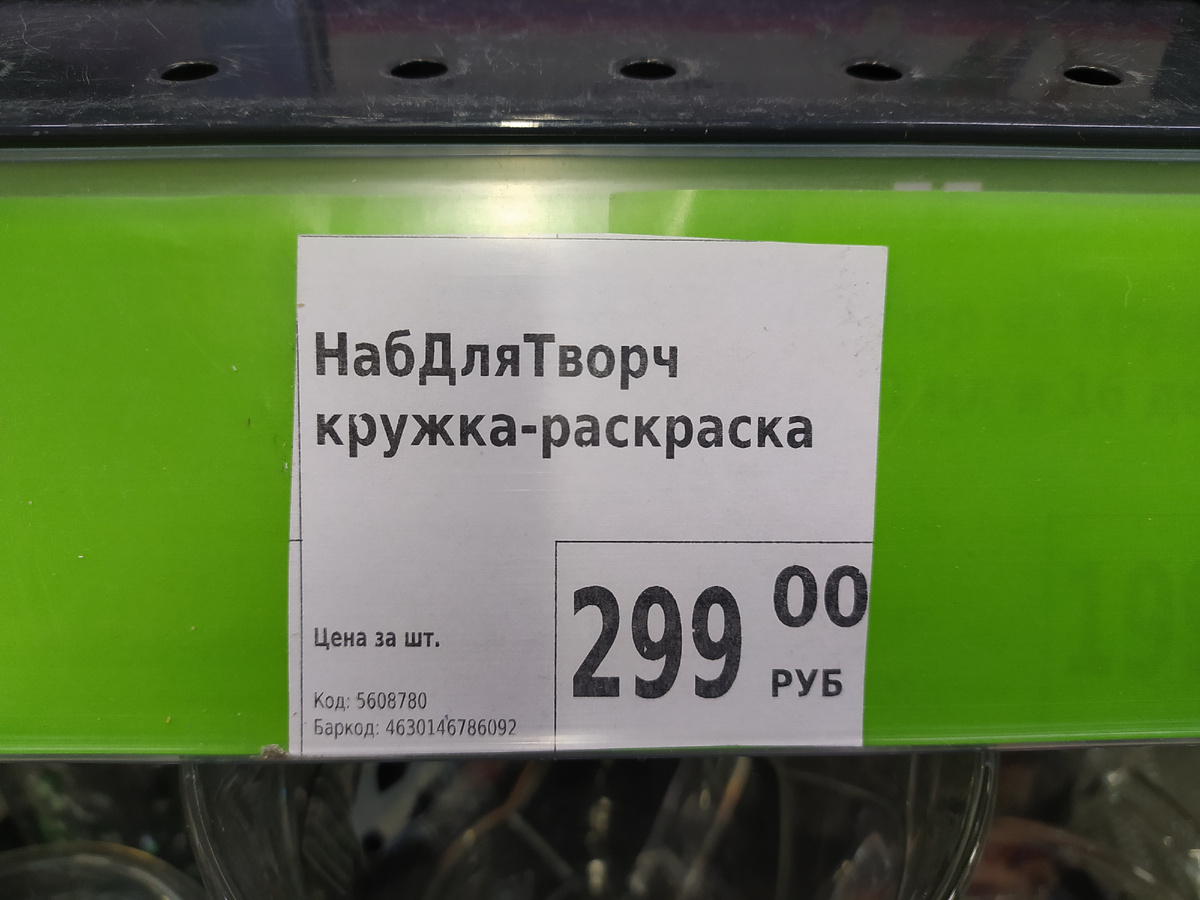 НабДляТворч
кружка-раскраска
Цена за шт.
299 00
РУБ
Код: 5608780
Баркод: 4630146786092